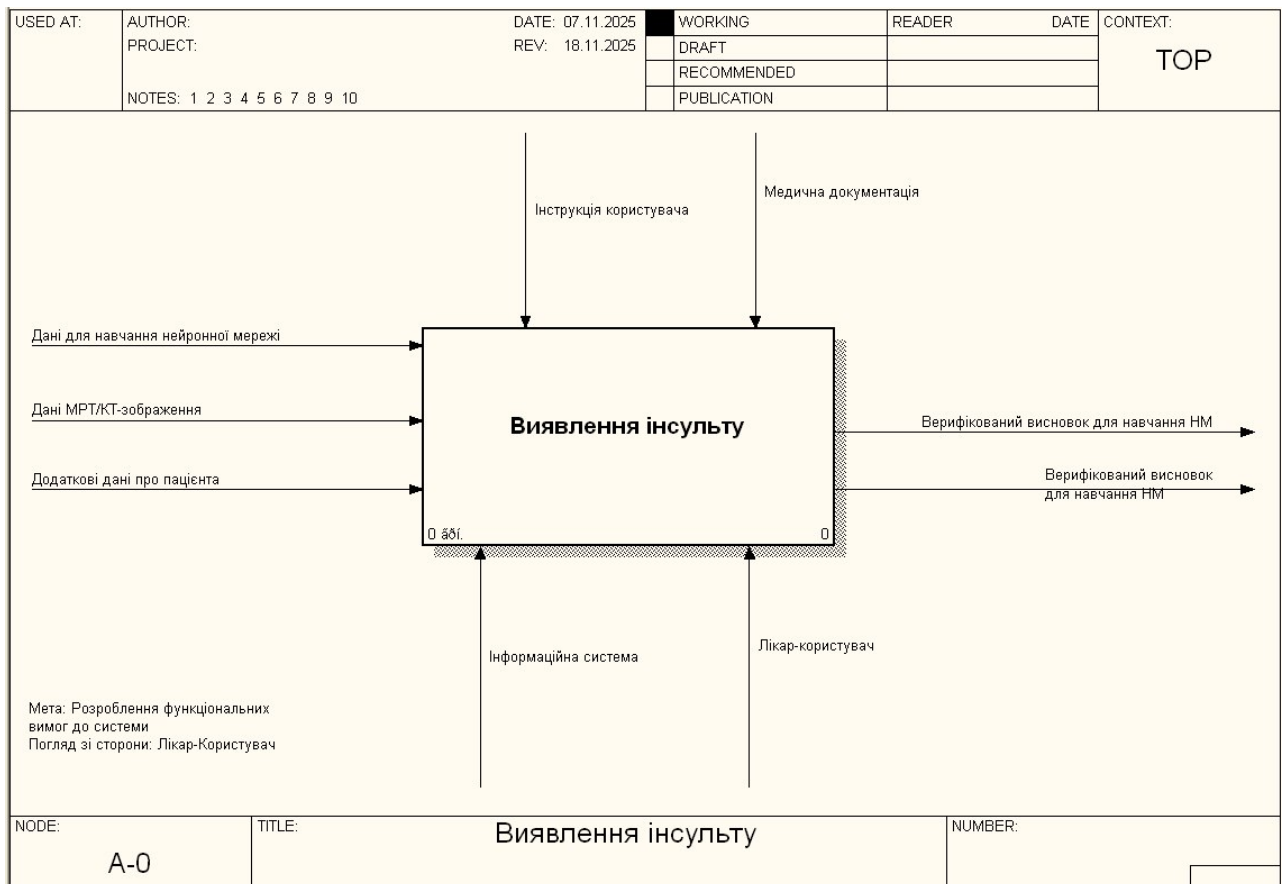 USED AT:
AUTHOR:
DATE: 07.11.2025
PROJECT:
REV: 18.11.2025
NOTES: 1 2 3 4 5 6 7 8 9 10
WORKING
DRAFT
RECOMMENDED
PUBLICATION
READER
DATE
CONTEXT:
TOP
Інструкція користувача
Медична документація
Дані для навчання нейронної мережі
Дані МРТ/КТ-зображення
Додаткові дані про пацієнта
Виявлення інсульту
0 ãðí.
0
Верифікований висновок для навчання НМ
Верифікований висновок
для навчання НМ
Інформаційна система
Лікар-користувач
Мета: Розроблення функціональних
вимог до системи
Погляд зі сторони: Лікар-Користувач
NODE:
A-0
TITLE:
Виявлення інсульту
NUMBER: